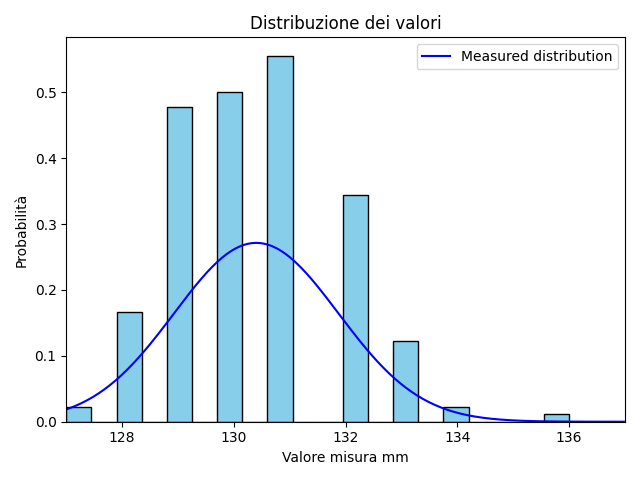 Distribuzione dei valori
Measured distribution
Probabilità
0.5
0.4
0.3
0.2
0.1
0.0
128 130 132 134 136
Valore misura mm